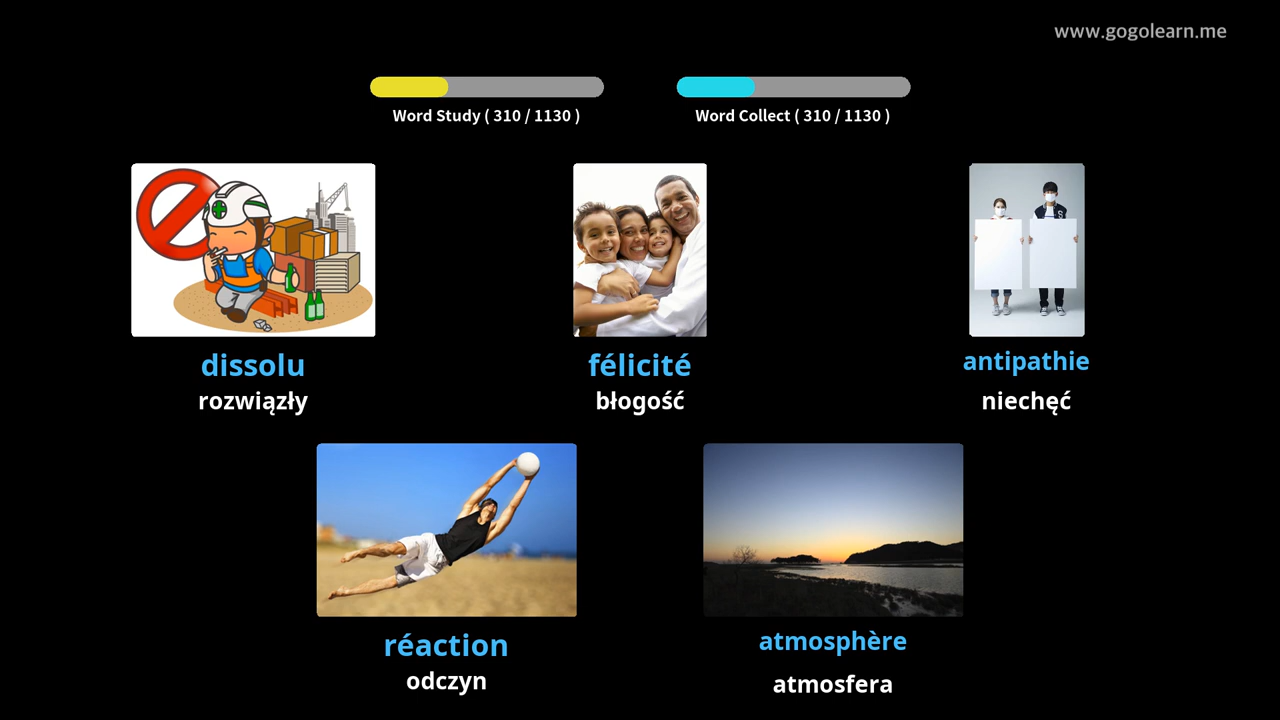 www.gogolearn.me
Word Study ( 310 / 1130 )
Word Collect ( 310 / 1130 )
dissolu
rozwiązły
félicité
błogość
antipathie
niechęć
réaction
odczyn
atmosphère
atmosfera